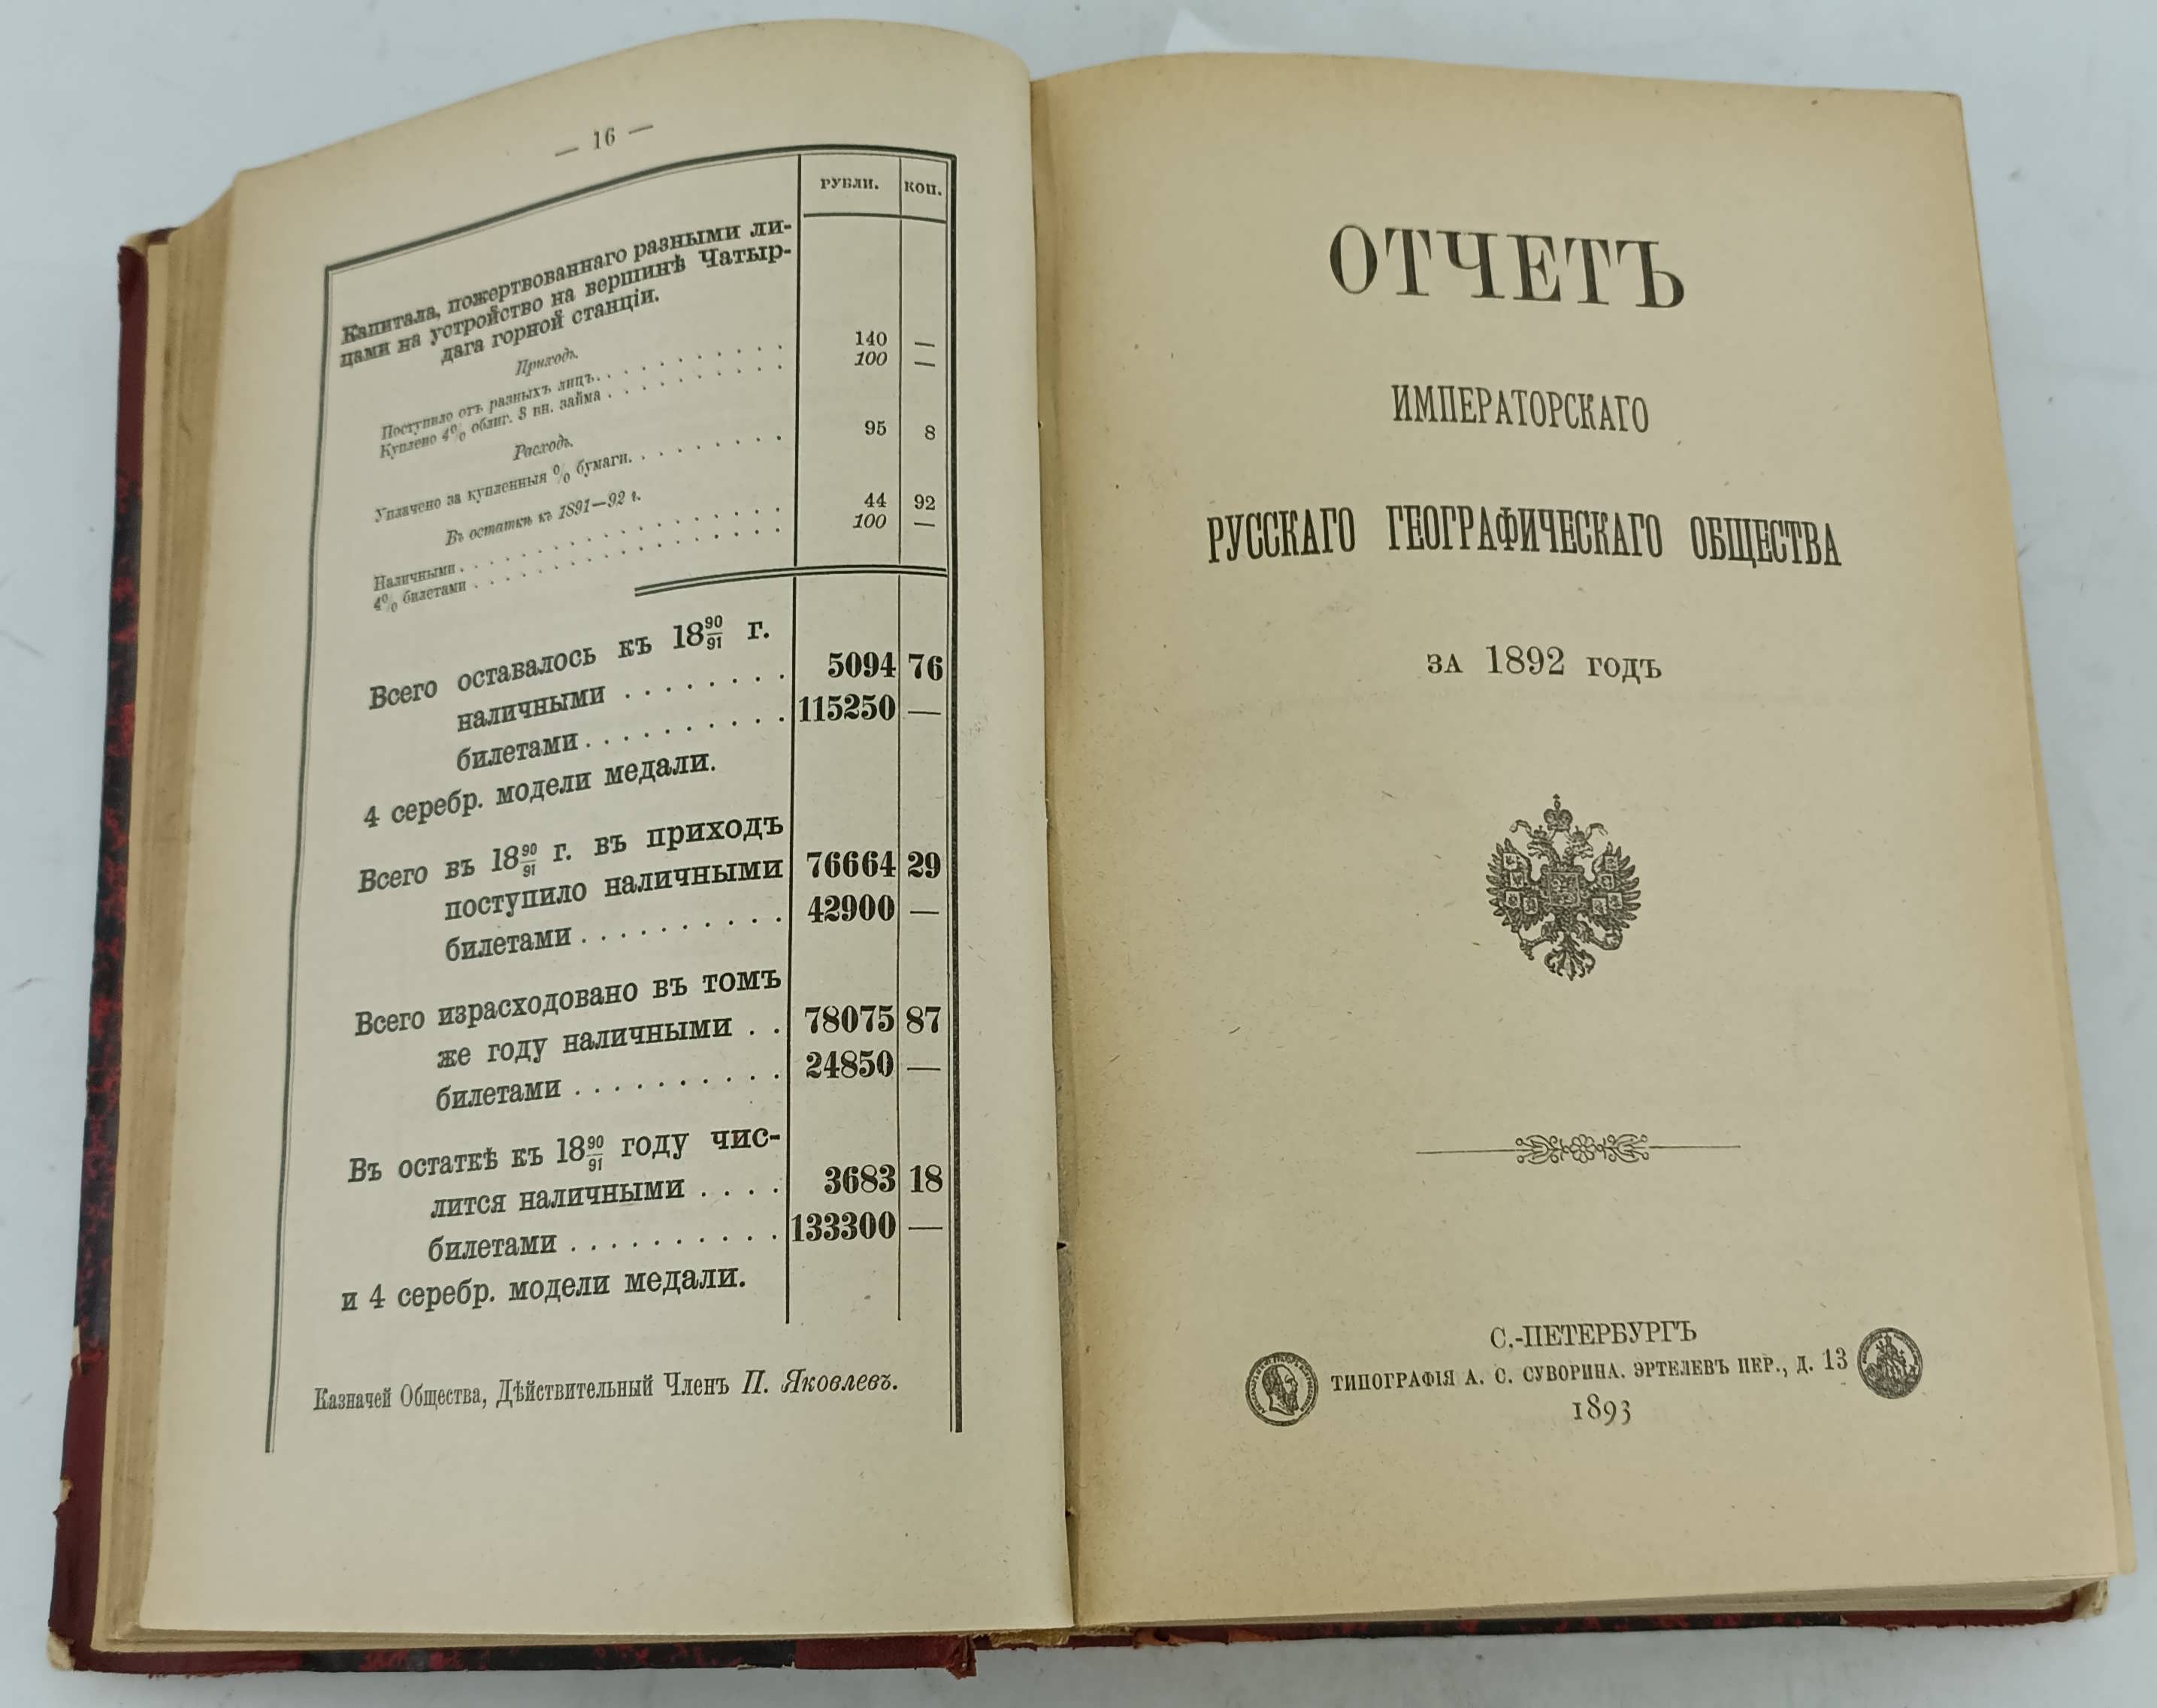 — 16 —
РУБЛИ. КОП.
Капитала, пожертвованнаго разными ли-
цами на устройство на вершинѣ Чатыр-
дага горной станціи.
Приходъ.
Поступило отъ разныхъ лицъ. . . . . . . . . . 140 —
Куплено 4% облиг. 3 вн. займа . . . . . . . . . 100 —
Расходъ.
Уплачено за купленныя % бумаги. . . . . . . . 95 8
Въ остаткѣ къ 1891—92 г.
Наличными . . . . . . . . . . . . . . . . 44 92
4% билетами . . . . . . . . . . . . . . . 100 —
Всего оставалось къ 18 90/91 г.
наличными . . . . . . . . 5094 76
билетами . . . . . . . . . . 115250 —
4 серебр. модели медали.
Всего въ 18 90/91 г. въ приходъ
поступило наличными 76664 29
билетами . . . . . . . . . . 42900 —
Всего израсходовано въ томъ
же году наличными . . 78075 87
билетами . . . . . . . . . . 24850 —
Въ остаткѣ къ 18 90/91 году чис-
лится наличными . . . . 3683 18
билетами . . . . . . . . . . 133300 —
и 4 серебр. модели медали.
Казначей Общества, Дѣйствительный Членъ П. Яковлевъ.
ОТЧЕТЪ
ИМПЕРАТОРСКАГО
РУССКАГО ГЕОГРАФИЧЕСКАГО ОБЩЕСТВА
ЗА 1892 ГОДЪ
С.-ПЕТЕРБУРГЪ
ТИПОГРАФІЯ А. С. СУВОРИНА. ЭРТЕЛЕВЪ ПЕР., Д. 13
1893